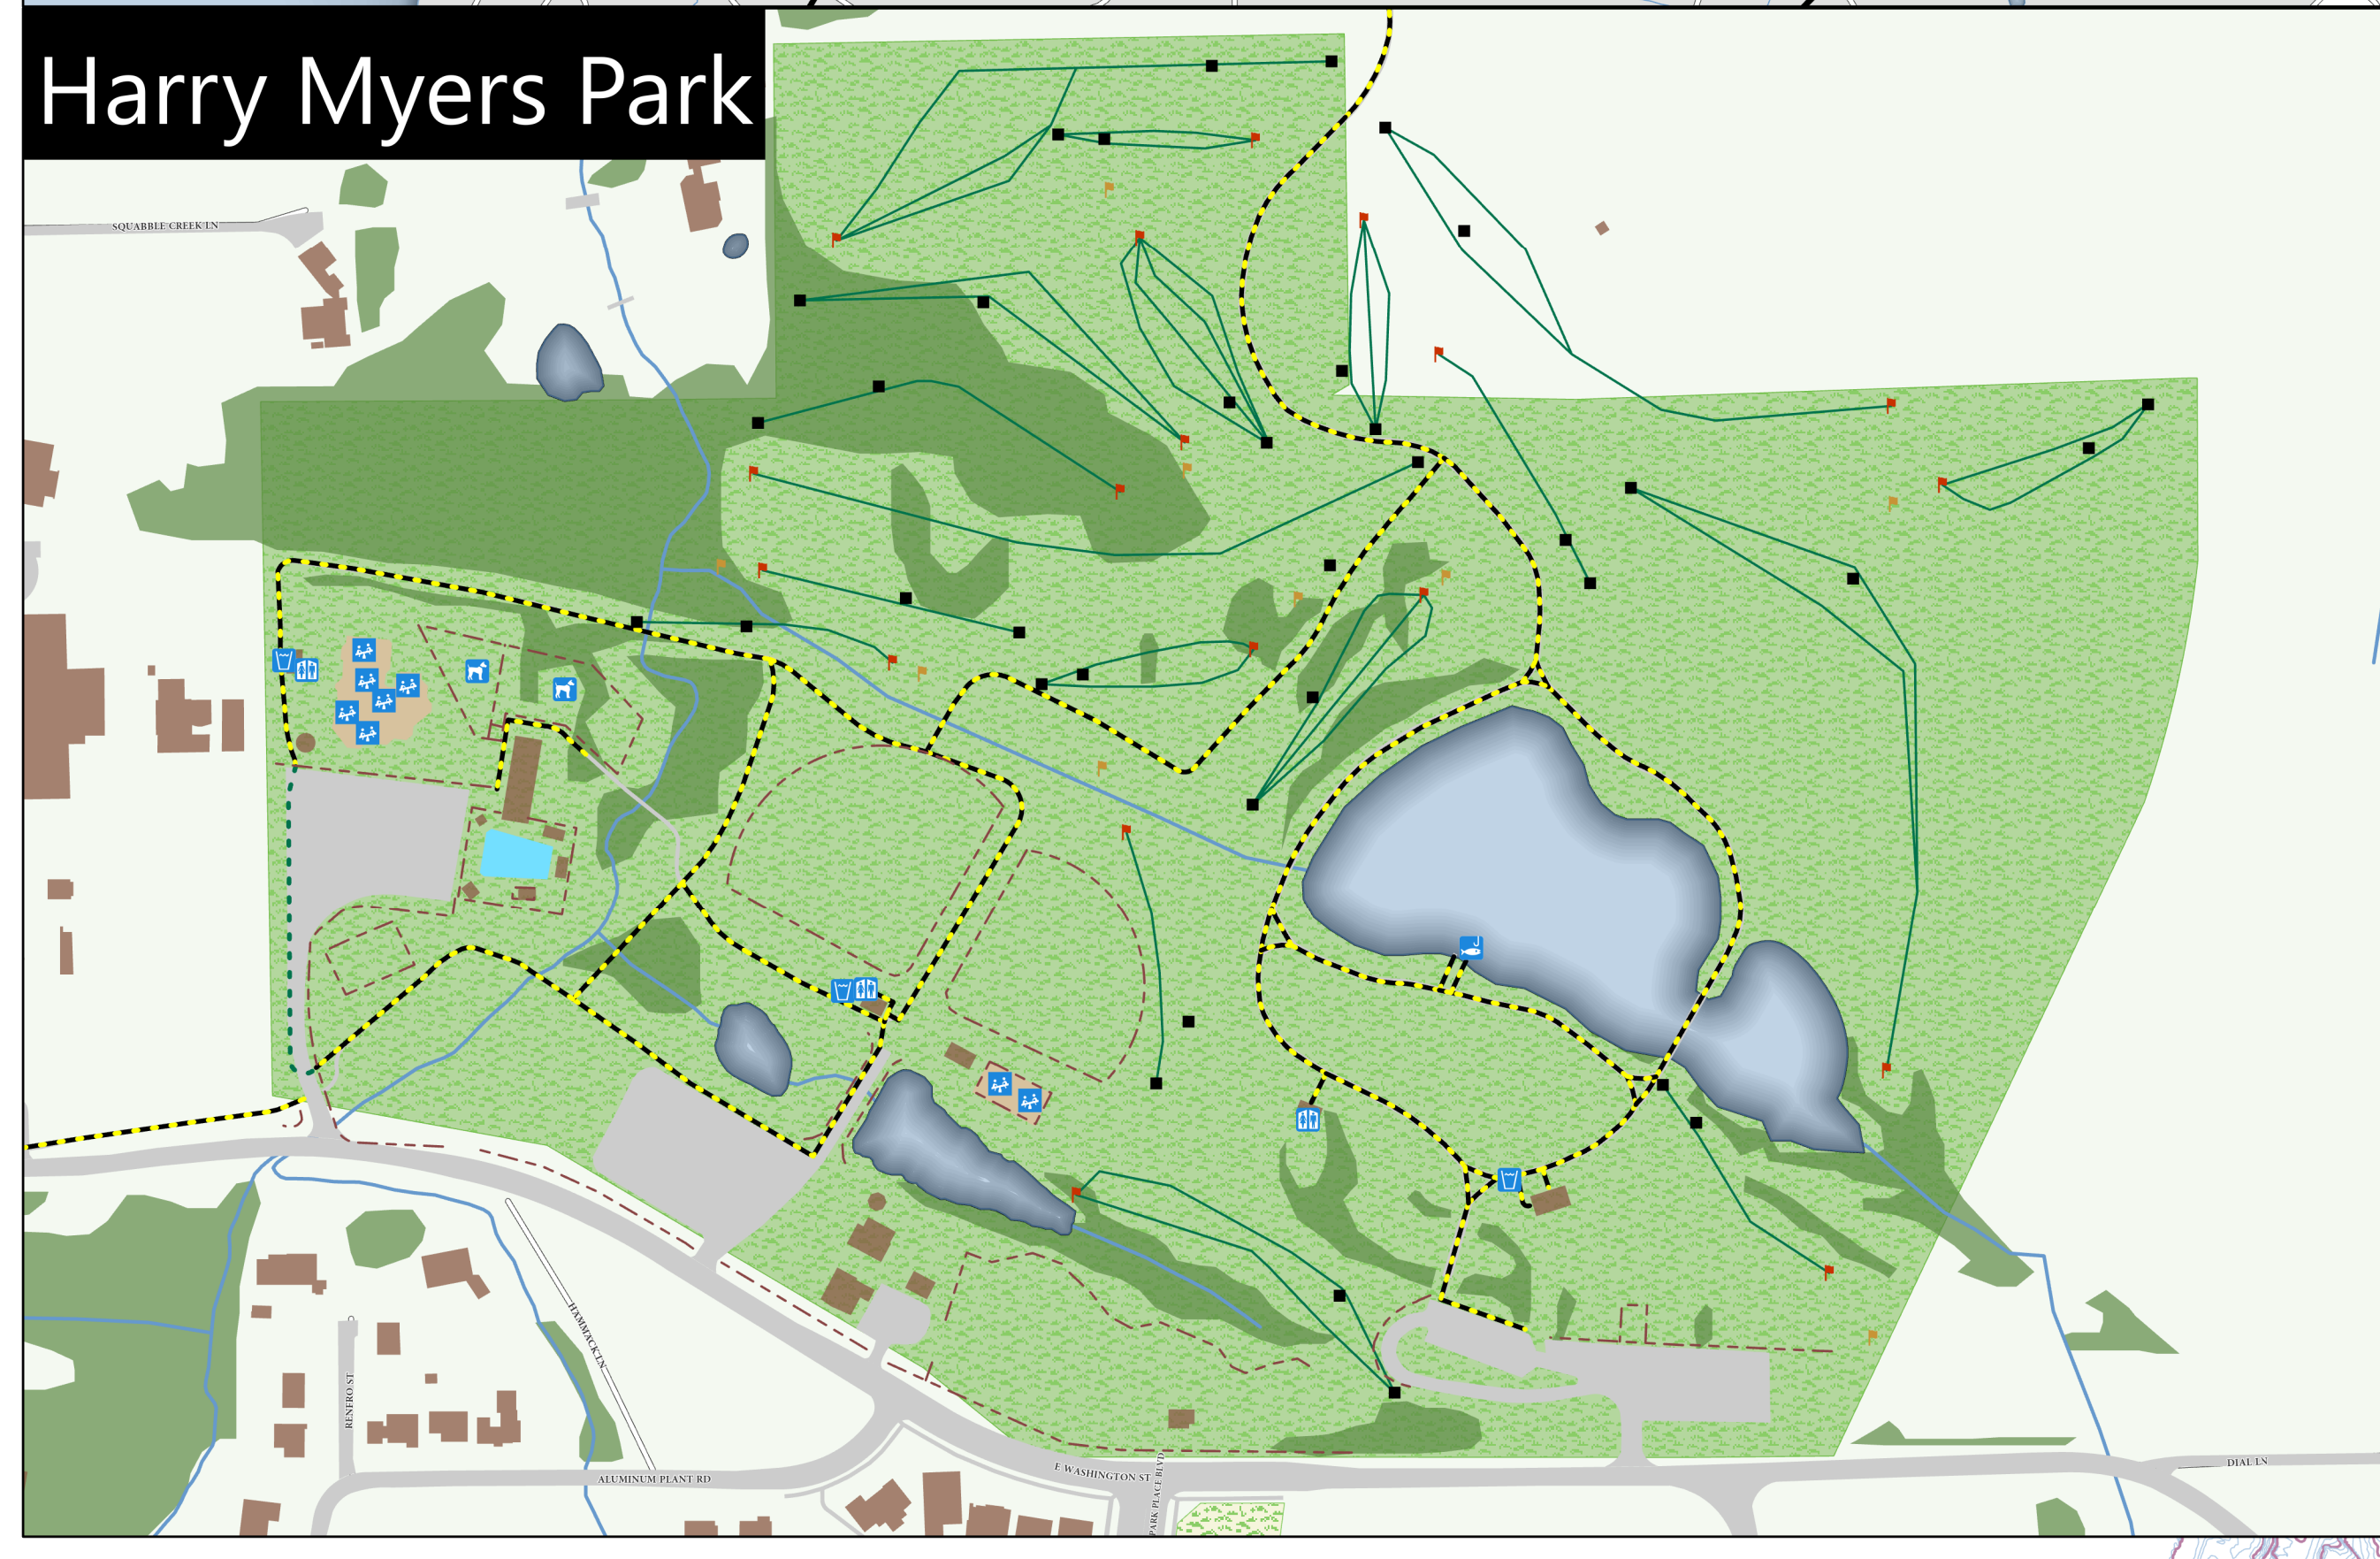 Harry Myers Park
SQUABBLE CREEK LN
HAMMACK LN
RENFRO ST
ALUMINUM PLANT RD
E WASHINGTON ST
PARK PLACE BLVD
DIAL LN